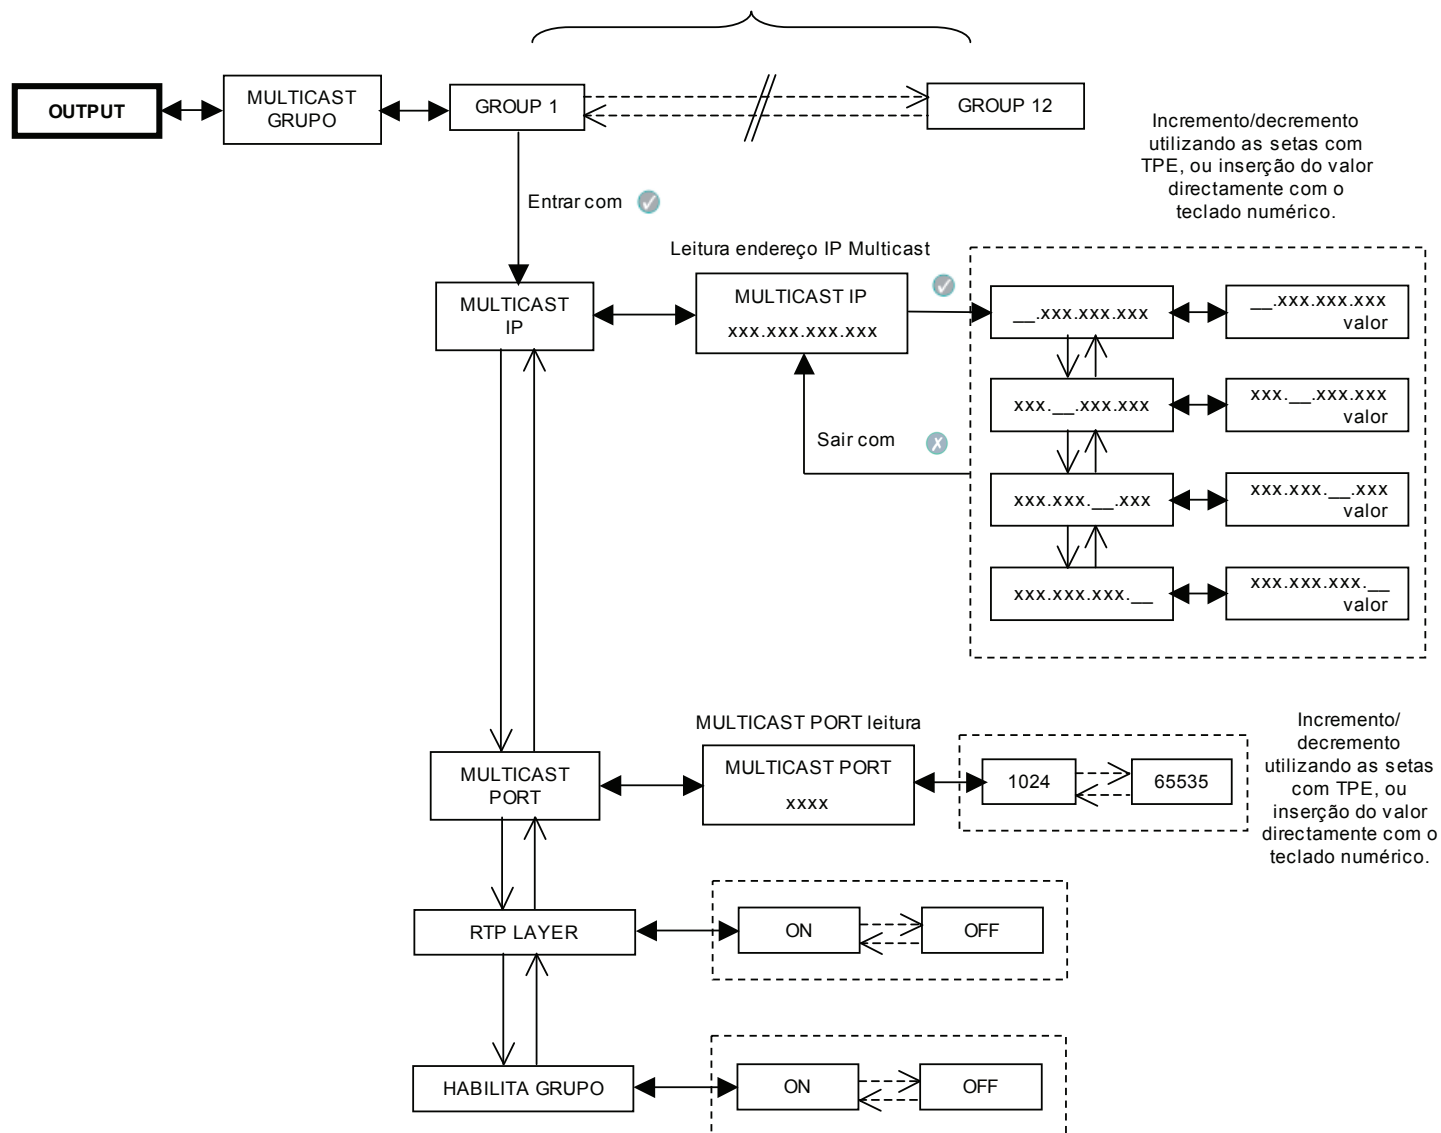 OUTPUT
MULTICAST
GRUPO
GROUP 1
GROUP 12
Incremento/decremento
utilizando as setas com
TPE, ou inserção do valor
directamente com o
teclado numérico.
Entrar com
Leitura endereço IP Multicast
MULTICAST
IP
MULTICAST IP
xxx.xxx.xxx.xxx
__.xxx.xxx.xxx
__.xxx.xxx.xxx
valor
xxx.__.xxx.xxx
xxx.__.xxx.xxx
valor
Sair com
xxx.xxx.__.xxx
xxx.xxx.__.xxx
valor
xxx.xxx.xxx.__
xxx.xxx.xxx.__
valor
MULTICAST PORT leitura
MULTICAST
PORT
MULTICAST PORT
xxxx
1024
65535
Incremento/
decremento
utilizando as setas
com TPE, ou
inserção do valor
directamente com o
teclado numérico.
RTP LAYER
ON
OFF
HABILITA GRUPO
ON
OFF